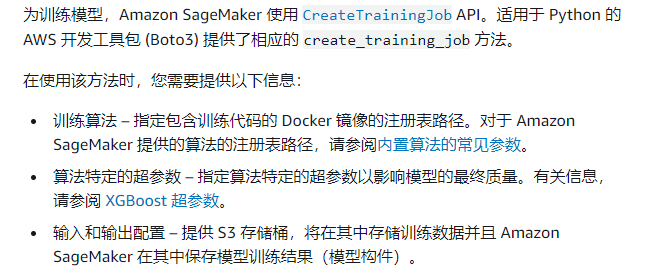 为训练模型，Amazon SageMaker 使用 CreateTrainingJob API。适用于 Python 的
AWS 开发工具包 (Boto3) 提供了相应的 create_training_job 方法。
在使用该方法时，您需要提供以下信息：
• 训练算法 – 指定包含训练代码的 Docker 镜像的注册表路径。对于 Amazon
SageMaker 提供的算法的注册表路径，请参阅内置算法的常见参数。
• 算法特定的超参数 – 指定算法特定的超参数以影响模型的最终质量。有关信息，
请参阅 XGBoost 超参数。
• 输入和输出配置 – 提供 S3 存储桶，将在其中存储训练数据并且 Amazon
SageMaker 在其中保存模型训练结果（模型构件）。